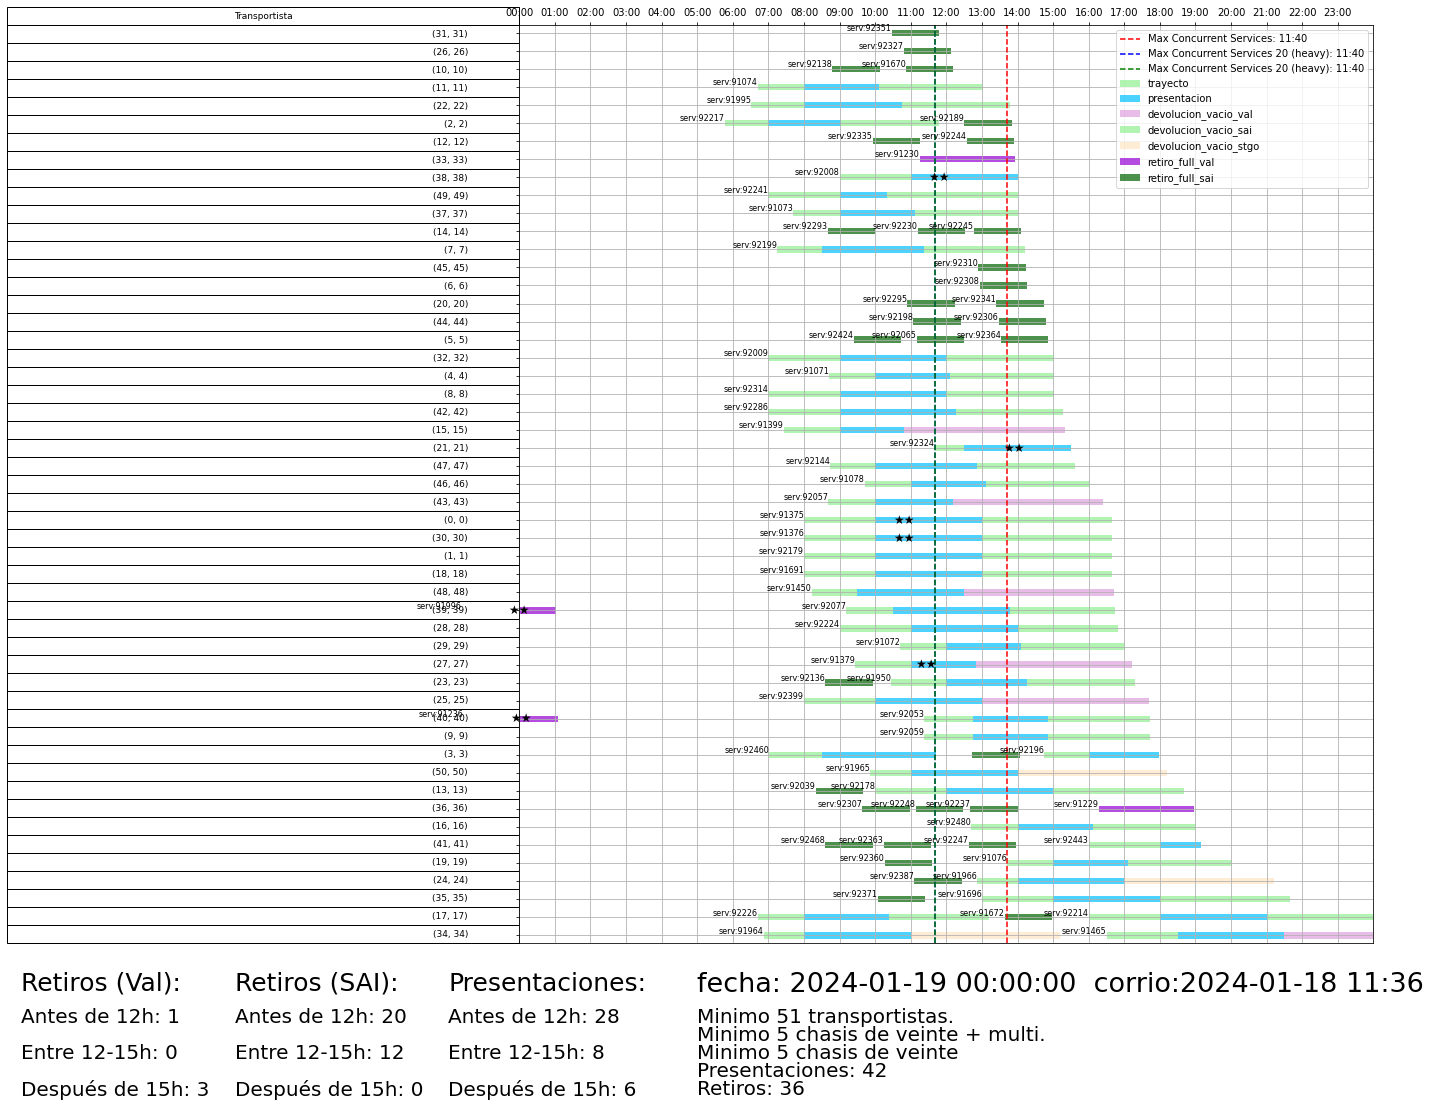 Transportista
00:00 01:00 02:00 03:00 04:00 05:00 06:00 07:00 08:00 09:00 10:00 11:00 12:00 13:00 14:00 15:00 16:00 17:00 18:00 19:00 20:00 21:00 22:00 23:00
Max Concurrent Services: 11:40
Max Concurrent Services 20 (heavy): 11:40
Max Concurrent Services 20 (heavy): 11:40
trayecto
presentacion
devolucion_vacio_val
devolucion_vacio_sai
devolucion_vacio_stgo
retiro_full_val
retiro_full_sai
(31, 31) serv:92351
(26, 26) serv:92327
(10, 10) serv:92138 serv:91670
(11, 11) serv:91074
(22, 22) serv:91995
(2, 2) serv:92217 serv:92189
(12, 12) serv:92335 serv:92244
(33, 33) serv:91230
(38, 38) serv:92008
(49, 49) serv:92241
(37, 37) serv:91073
(14, 14) serv:92293 serv:92230 serv:92245
(7, 7) serv:92199
(45, 45) serv:92310
(6, 6) serv:92308
(20, 20) serv:92295 serv:92341
(44, 44) serv:92198 serv:92306
(5, 5) serv:92424 serv:92065 serv:92364
(32, 32) serv:92009
(4, 4) serv:91071
(8, 8) serv:92314
(42, 42) serv:92286
(15, 15) serv:91399
(21, 21) serv:92324
(47, 47) serv:92144
(46, 46) serv:91078
(43, 43) serv:92057
(0, 0) serv:91375
(30, 30) serv:91376
(1, 1) serv:92179
(18, 18) serv:91691
(48, 48) serv:91450
(39, 39) serv:91996 serv:92077
(28, 28) serv:92224
(29, 29) serv:91072
(27, 27) serv:91379
(23, 23) serv:92136 serv:91950
(25, 25) serv:92399
(40, 40) serv:91236 serv:92053
(9, 9) serv:92059
(3, 3) serv:92460 serv:92196
(50, 50) serv:91965
(13, 13) serv:92039 serv:92178
(36, 36) serv:92307 serv:92248 serv:92237 serv:91229
(16, 16) serv:92480
(41, 41) serv:92468 serv:92363 serv:92247 serv:92443
(19, 19) serv:92360 serv:91076
(24, 24) serv:92387 serv:91966
(35, 35) serv:92371 serv:91696
(17, 17) serv:92226 serv:91672 serv:92214
(34, 34) serv:91964 serv:91465
Retiros (Val):
Antes de 12h: 1
Entre 12-15h: 0
Después de 15h: 3
Retiros (SAI):
Antes de 12h: 20
Entre 12-15h: 12
Después de 15h: 0
Presentaciones:
Antes de 12h: 28
Entre 12-15h: 8
Después de 15h: 6
fecha: 2024-01-19 00:00:00  corrio:2024-01-18 11:36
Minimo 51 transportistas.
Minimo 5 chasis de veinte + multi.
Minimo 5 chasis de veinte
Presentaciones: 42
Retiros: 36